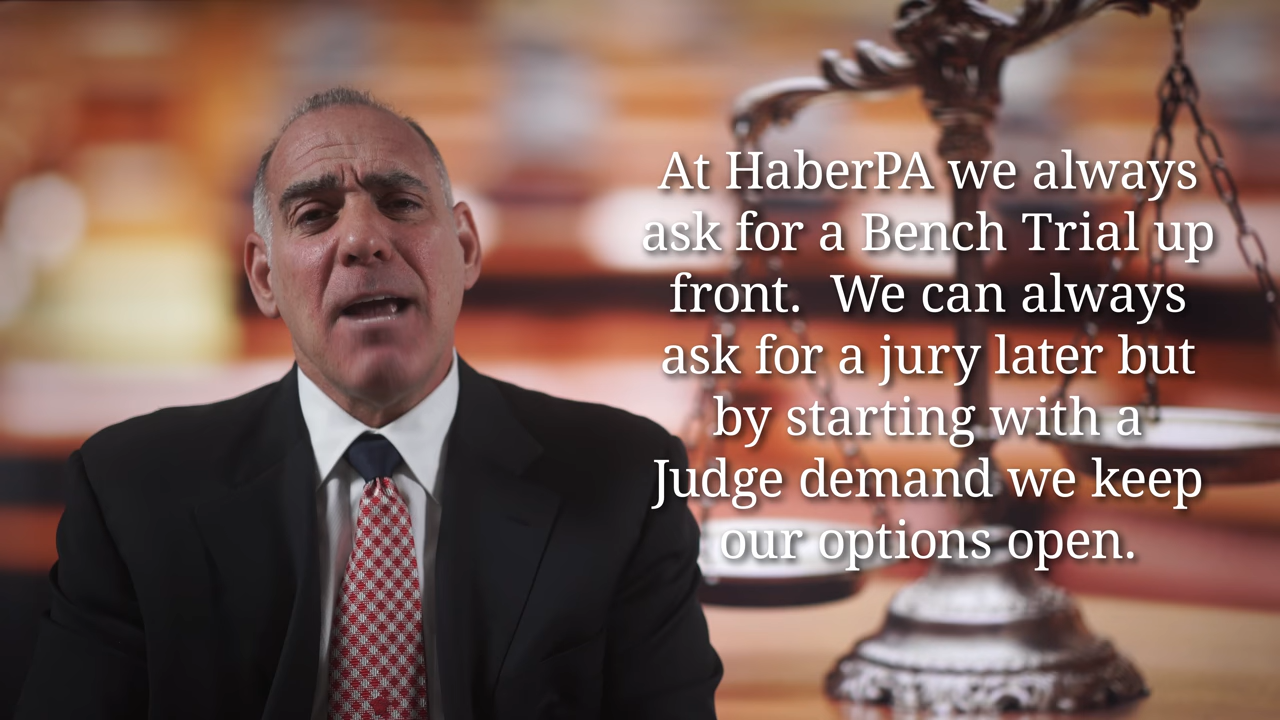 At HaberPA we always
ask for a Bench Trial up
front.  We can always
ask for a jury later but
by starting with a
Judge demand we keep
our options open.